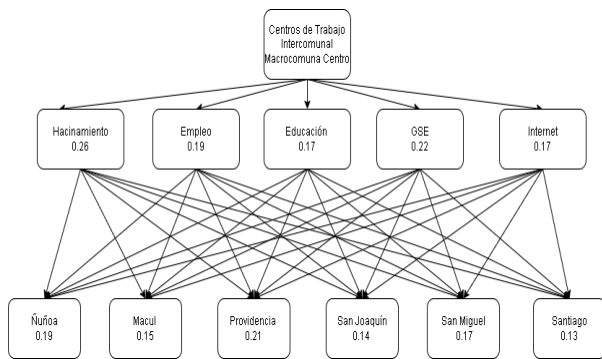 Centros de Trabajo
Intercomunal
Macrocomuna Centro
Hacinamiento
0.26
Empleo
0.19
Educación
0.17
GSE
0.22
Internet
0.17
Ñuñoa
0.19
Macul
0.15
Providencia
0.21
San Joaquín
0.14
San Miguel
0.17
Santiago
0.13